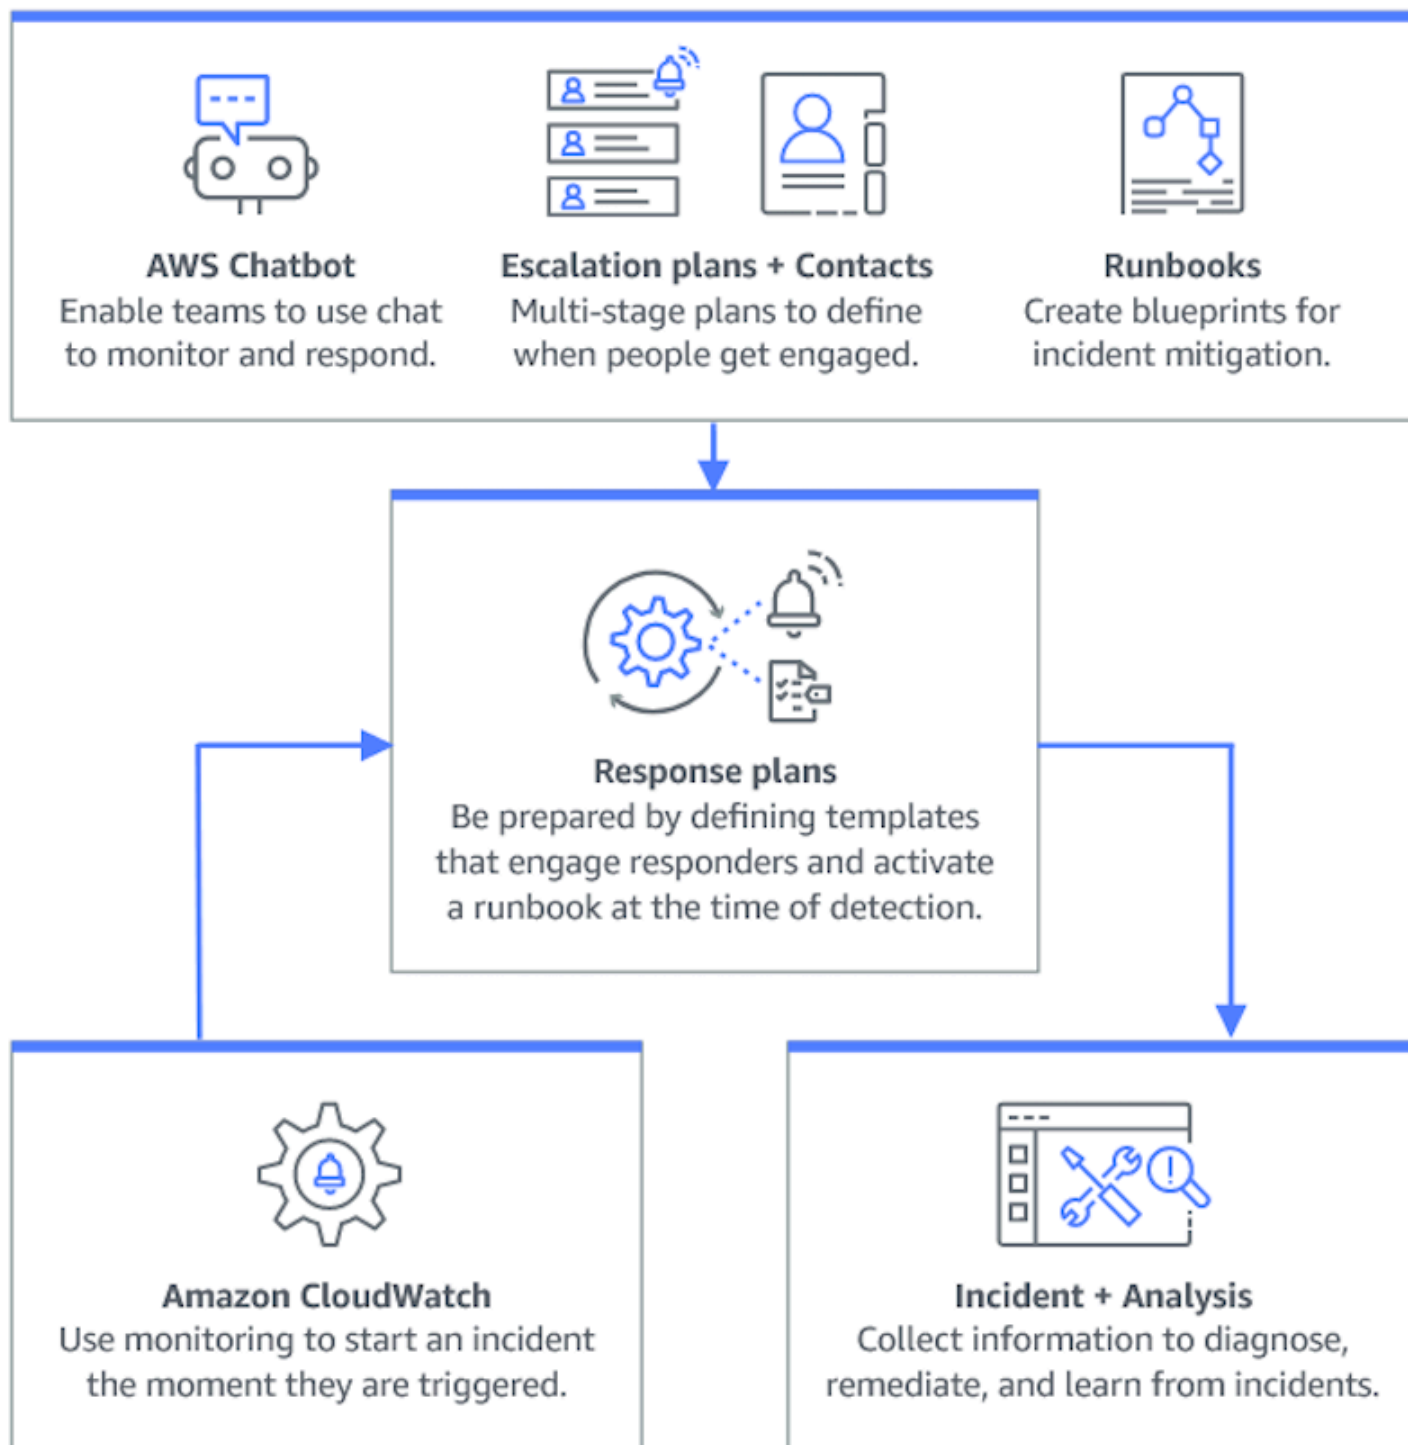 AWS Chatbot
Enable teams to use chat
to monitor and respond.
Escalation plans + Contacts
Multi-stage plans to define
when people get engaged.
Runbooks
Create blueprints for
incident mitigation.
Response plans
Be prepared by defining templates
that engage responders and activate
a runbook at the time of detection.
Amazon CloudWatch
Use monitoring to start an incident
the moment they are triggered.
Incident + Analysis
Collect information to diagnose,
remediate, and learn from incidents.